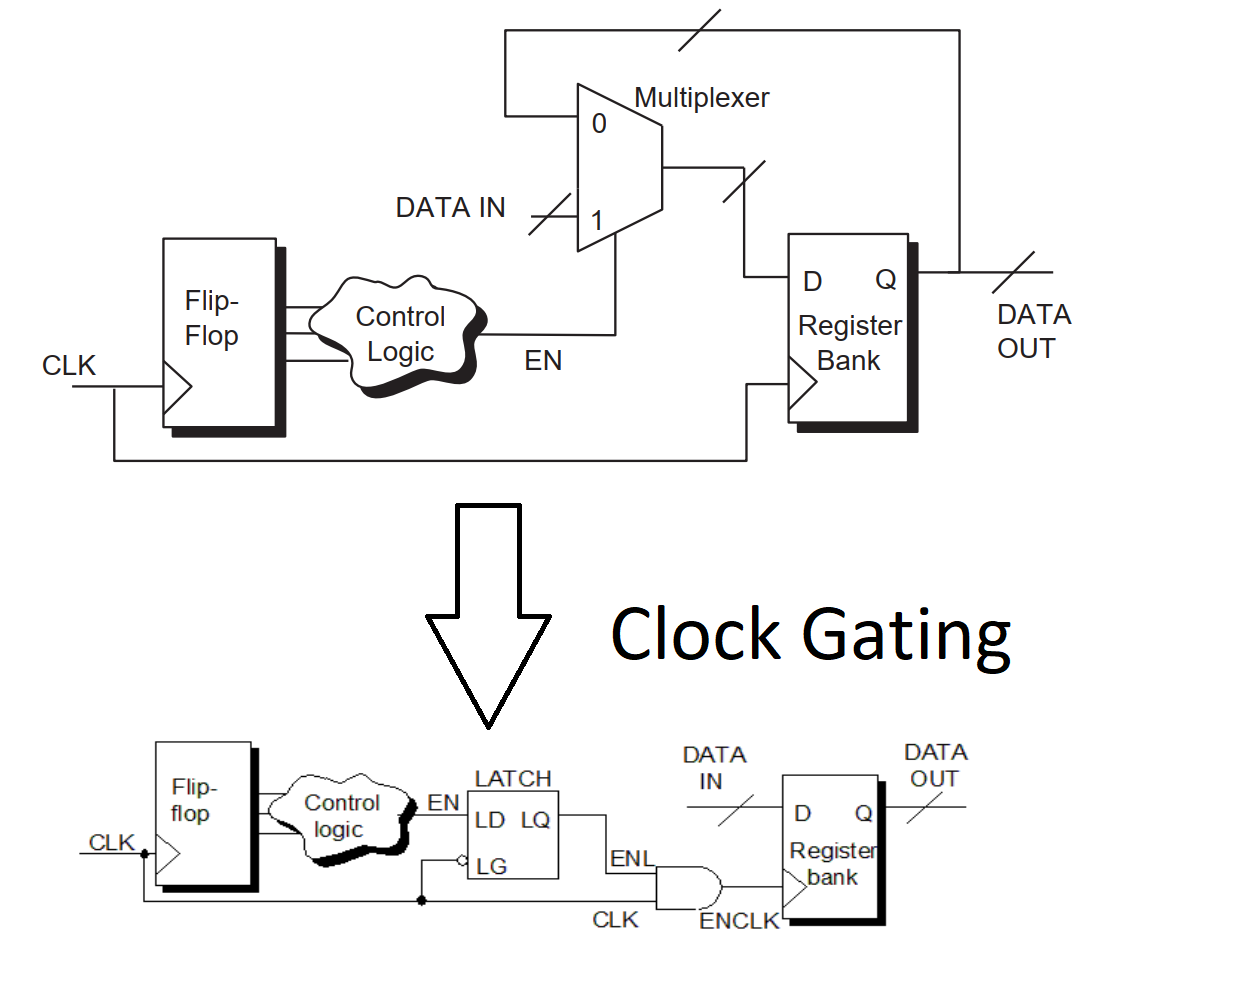 Multiplexer
0
DATA IN
1
Flip-
Flop
Control
Logic
EN
CLK
D Q
Register
Bank
DATA
OUT
Clock Gating
DATA
IN
DATA
OUT
Flip-
flop
Control
logic
EN
LATCH
LD LQ
LG
CLK
ENL
CLK
ENCLK
D Q
Register
bank